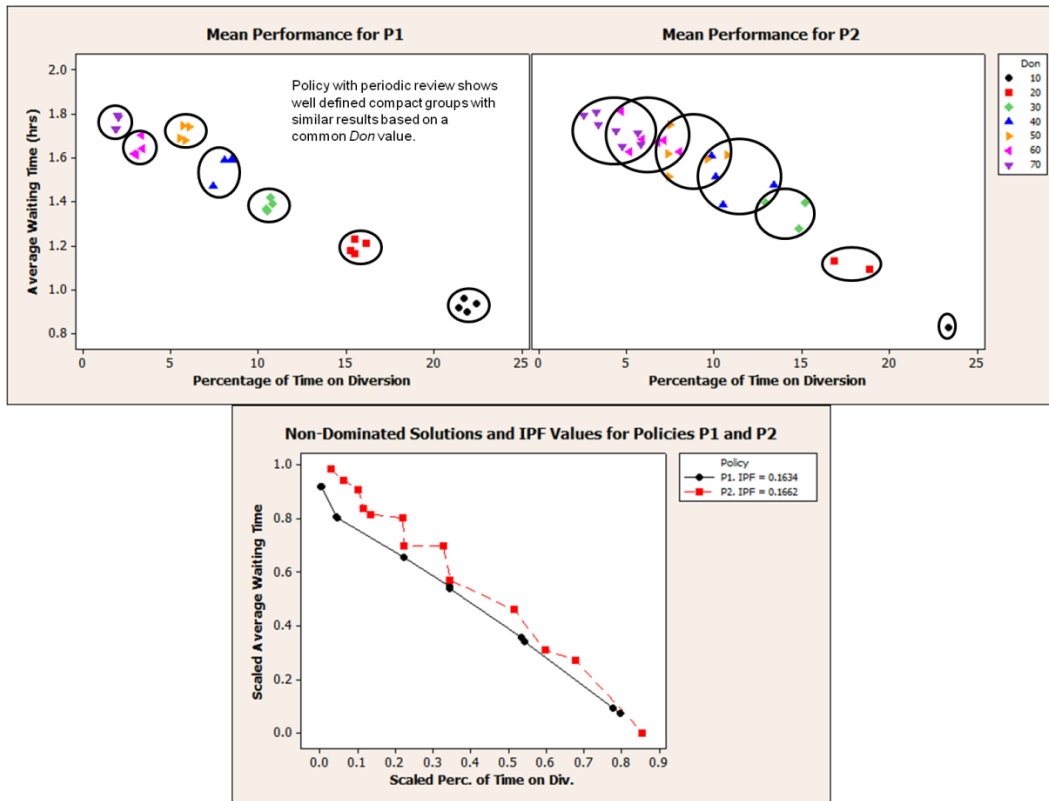 Mean Performance for P1
Average Waiting Time (hrs)
2.0
1.8
1.6
1.4
1.2
1.0
0.8
Policy with periodic review shows
well defined compact groups with
similar results based on a
common Don value.
0 5 10 15 20 25
Percentage of Time on Diversion
Mean Performance for P2
0 5 10 15 20 25
Percentage of Time on Diversion
Don
10
20
30
40
50
60
70
Non-Dominated Solutions and IPF Values for Policies P1 and P2
Scaled Average Waiting Time
1.0
0.8
0.6
0.4
0.2
0.0
0.0 0.1 0.2 0.3 0.4 0.5 0.6 0.7 0.8 0.9
Scaled Perc. of Time on Div.
Policy
P1. IPF = 0.1634
P2. IPF = 0.1662